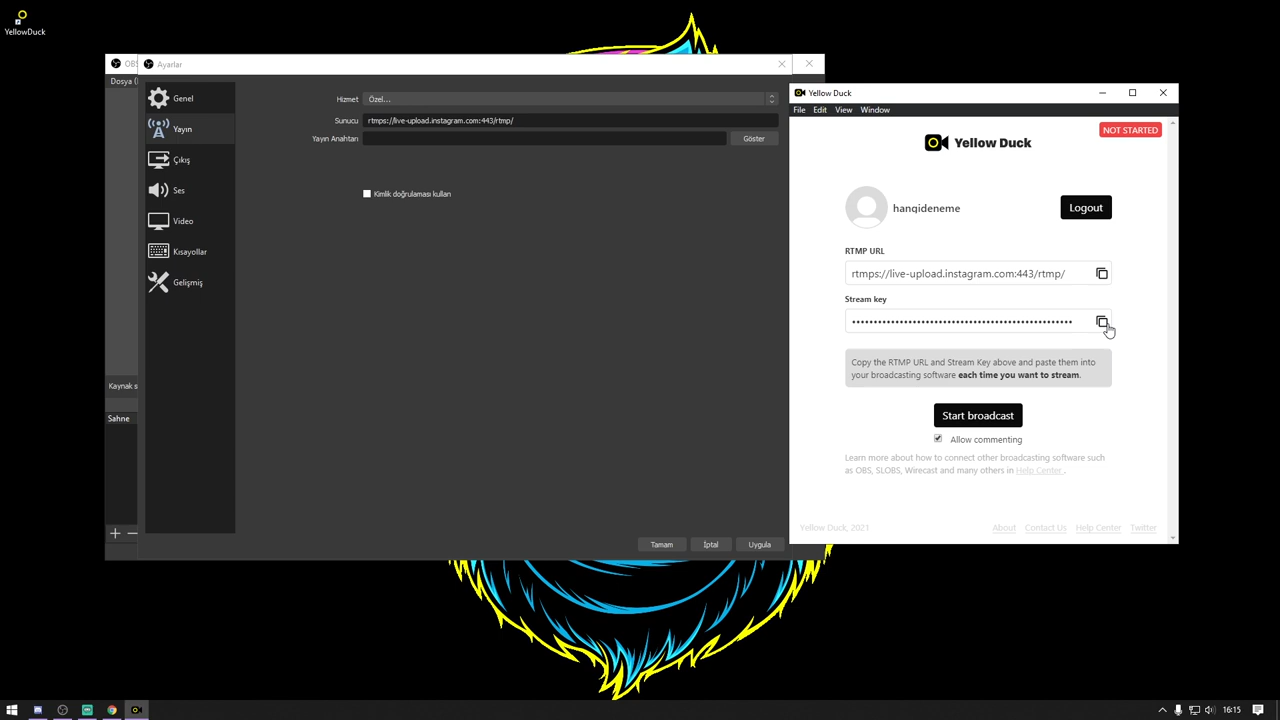 YellowDuck
OBS
Dosya (
Kaynak s
Sahne
Ayarlar
Genel
Yayın
Çıkış
Ses
Video
Kısayollar
Gelişmiş
Hizmet
Özel...
Sunucu
rtmps://live-upload.instagram.com:443/rtmp/
Yayın Anahtarı
Göster
Kimlik doğrulaması kullan
Tamam
İptal
Uygula
Yellow Duck
File Edit View Window
NOT STARTED
Yellow Duck
hangideneme
Logout
RTMP URL
rtmps://live-upload.instagram.com:443/rtmp/
Stream key
Copy the RTMP URL and Stream Key above and paste them into
your broadcasting software each time you want to stream.
Start broadcast
Allow commenting
Learn more about how to connect other broadcasting software such
as OBS, SLOBS, Wirecast and many others in Help Center .
Yellow Duck, 2021
About Contact Us Help Center Twitter
16:15